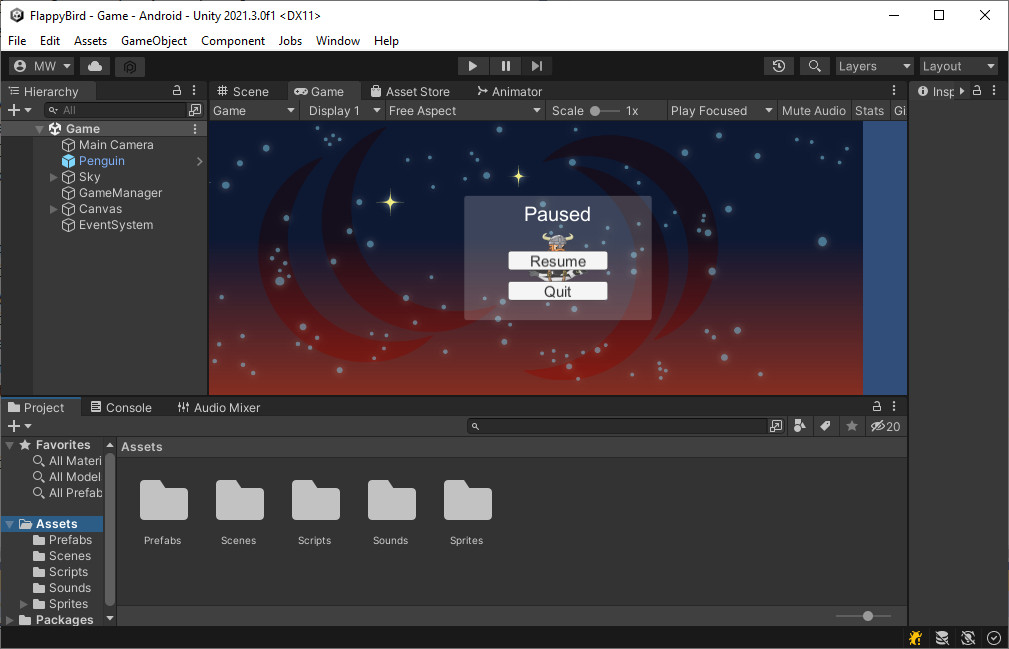 FlappyBird - Game - Android - Unity 2021.3.0f1 <DX11>
File Edit Assets GameObject Component Jobs Window Help
MW Layers Layout
Hierarchy
All
Game
Main Camera
Penguin
Sky
GameManager
Canvas
EventSystem
Scene Game Asset Store Animator
Game Display 1 Free Aspect Scale 1x Play Focused Mute Audio Stats Gi
Paused
Resume
Quit
Insp
Project Console Audio Mixer
20
Favorites
All Materi
All Model
All Prefab
Assets
Prefabs
Scenes
Scripts
Sounds
Sprites
Packages
Assets
Prefabs Scenes Scripts Sounds Sprites